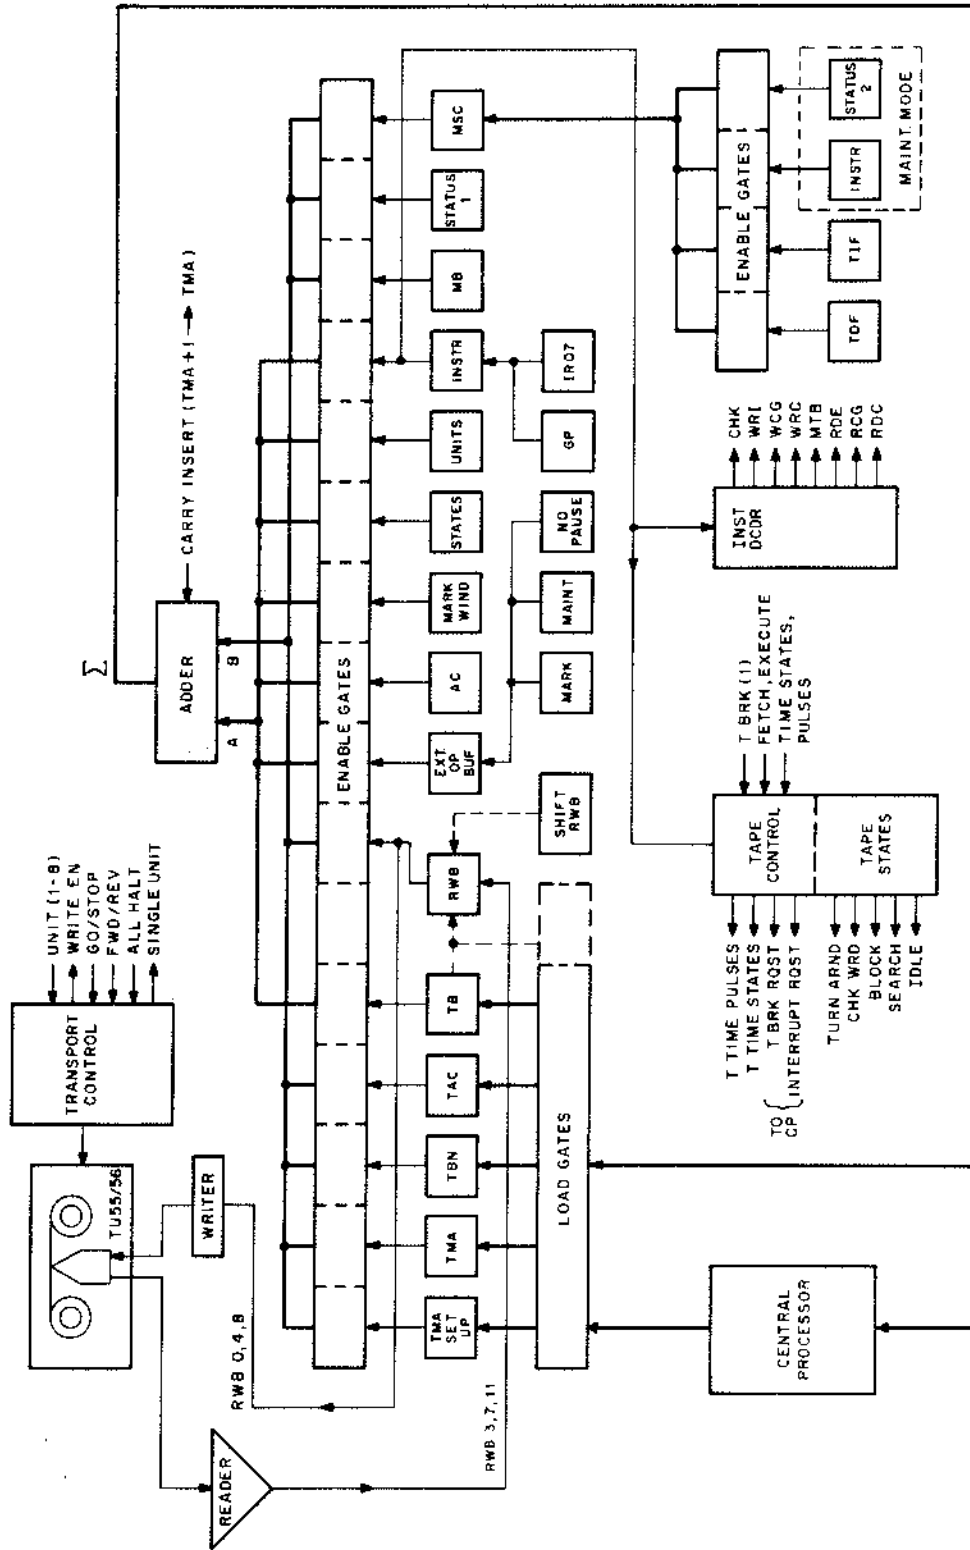 Σ
CARRY INSERT (TMA+1 → TMA)
ADDER
A
B
UNIT (1-8)
WRITE EN
GO/STOP
FWD/REV
ALL HALT
SINGLE UNIT
TRANSPORT
CONTROL
TU55/56
WRITER
READER
RWB 0,4,8
RWB 3,7,11
ENABLE GATES
TMA
SET
UP
TMA
TBN
TAC
TB
RWB
EXT.
OP
BUF
AC
MARK
WIND
STATES
UNITS
INSTR
MB
STATUS
1
MSC
SHIFT
RWB
MARK
MAINT
NO
PAUSE
GP
IR07
LOAD GATES
ENABLE GATES
TOF
TIF
INSTR
STATUS
2
MAINT. MODE
CENTRAL
PROCESSOR
T BRK (1)
FETCH, EXECUTE
TIME STATES,
PULSES
TAPE
CONTROL
TAPE
STATES
T TIME PULSES
T TIME STATES
T BRK RQST
INTERRUPT RQST
TO
CP
TURN ARND
CHK WRD
BLOCK
SEARCH
IDLE
INST
DCDR
CHK
WRI
WCG
WRC
MTB
RDE
RCG
RDC